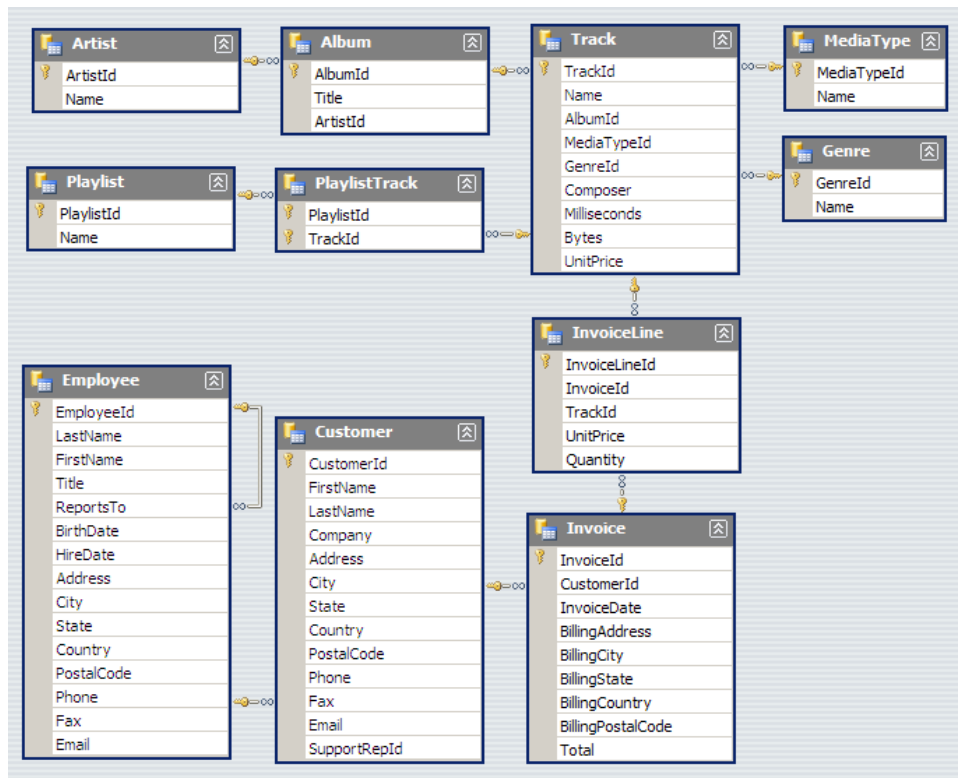 Artist
ArtistId
Name
Album
AlbumId
Title
ArtistId
Track
TrackId
Name
AlbumId
MediaTypeId
GenreId
Composer
Milliseconds
Bytes
UnitPrice
MediaType
MediaTypeId
Name
Genre
GenreId
Name
Playlist
PlaylistId
Name
PlaylistTrack
PlaylistId
TrackId
InvoiceLine
InvoiceLineId
InvoiceId
TrackId
UnitPrice
Quantity
Employee
EmployeeId
LastName
FirstName
Title
ReportsTo
BirthDate
HireDate
Address
City
State
Country
PostalCode
Phone
Fax
Email
Customer
CustomerId
FirstName
LastName
Company
Address
City
State
Country
PostalCode
Phone
Fax
Email
SupportRepId
Invoice
InvoiceId
CustomerId
InvoiceDate
BillingAddress
BillingCity
BillingState
BillingCountry
BillingPostalCode
Total